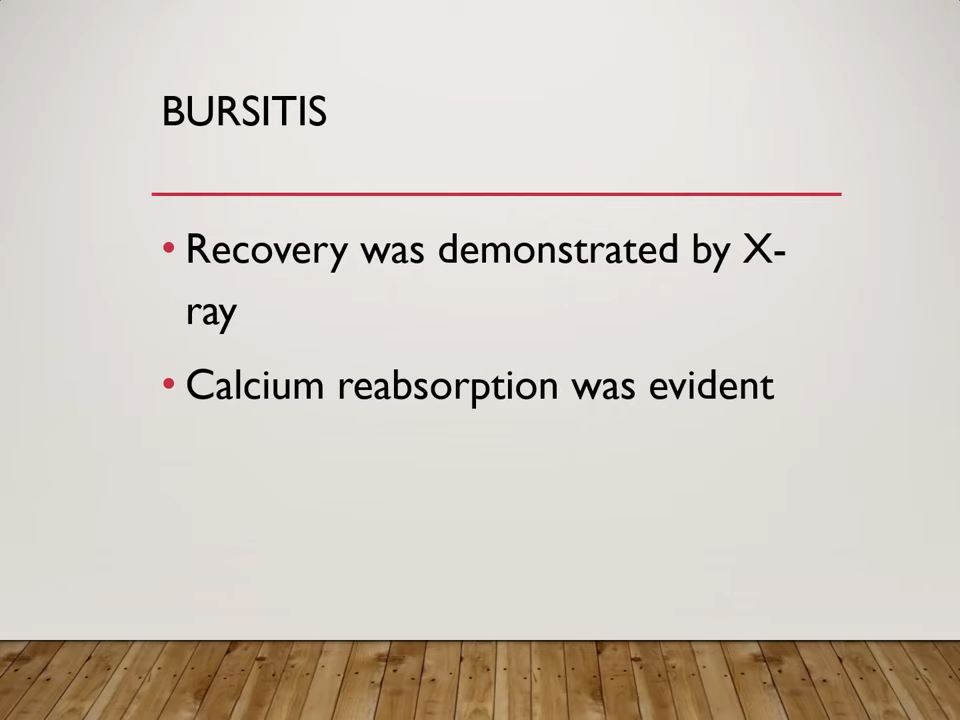 BURSITIS
• Recovery was demonstrated by X-
ray
• Calcium reabsorption was evident